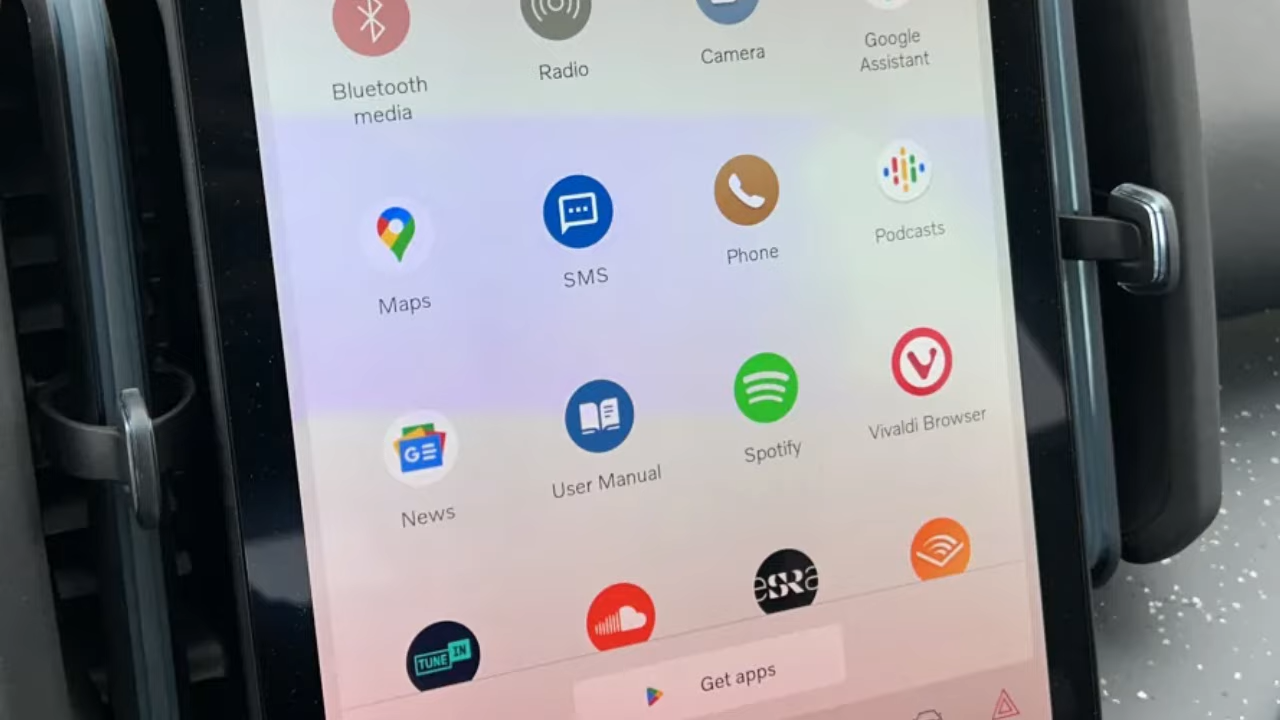 Bluetooth
media
Radio
Camera
Google
Assistant
Maps
SMS
Phone
Podcasts
GE
News
User Manual
Spotify
Vivaldi Browser
TUNE IN
Get apps